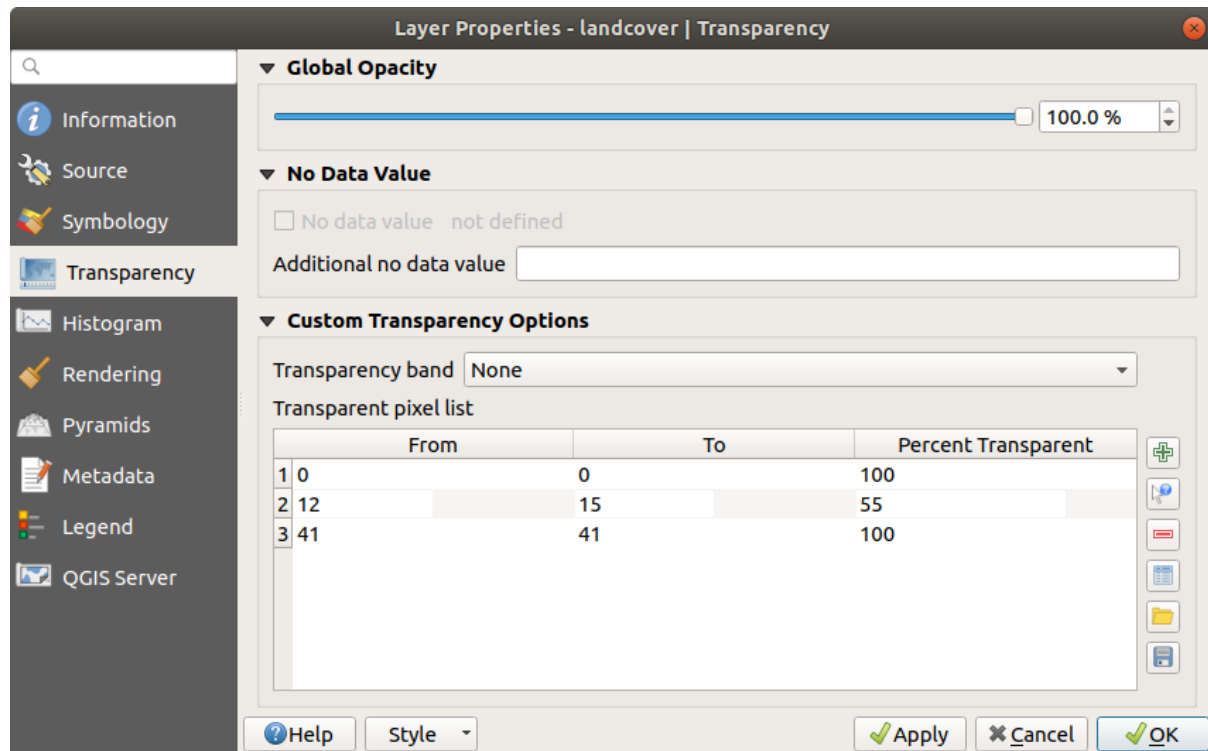 Layer Properties - landcover | Transparency
Information
Source
Symbology
Transparency
Histogram
Rendering
Pyramids
Metadata
Legend
QGIS Server
Global Opacity
100.0 %
No Data Value
No data value not defined
Additional no data value
Custom Transparency Options
Transparency band None
Transparent pixel list
From To Percent Transparent
1 0 0 100
2 12 15 55
3 41 41 100
Help Style Apply Cancel OK